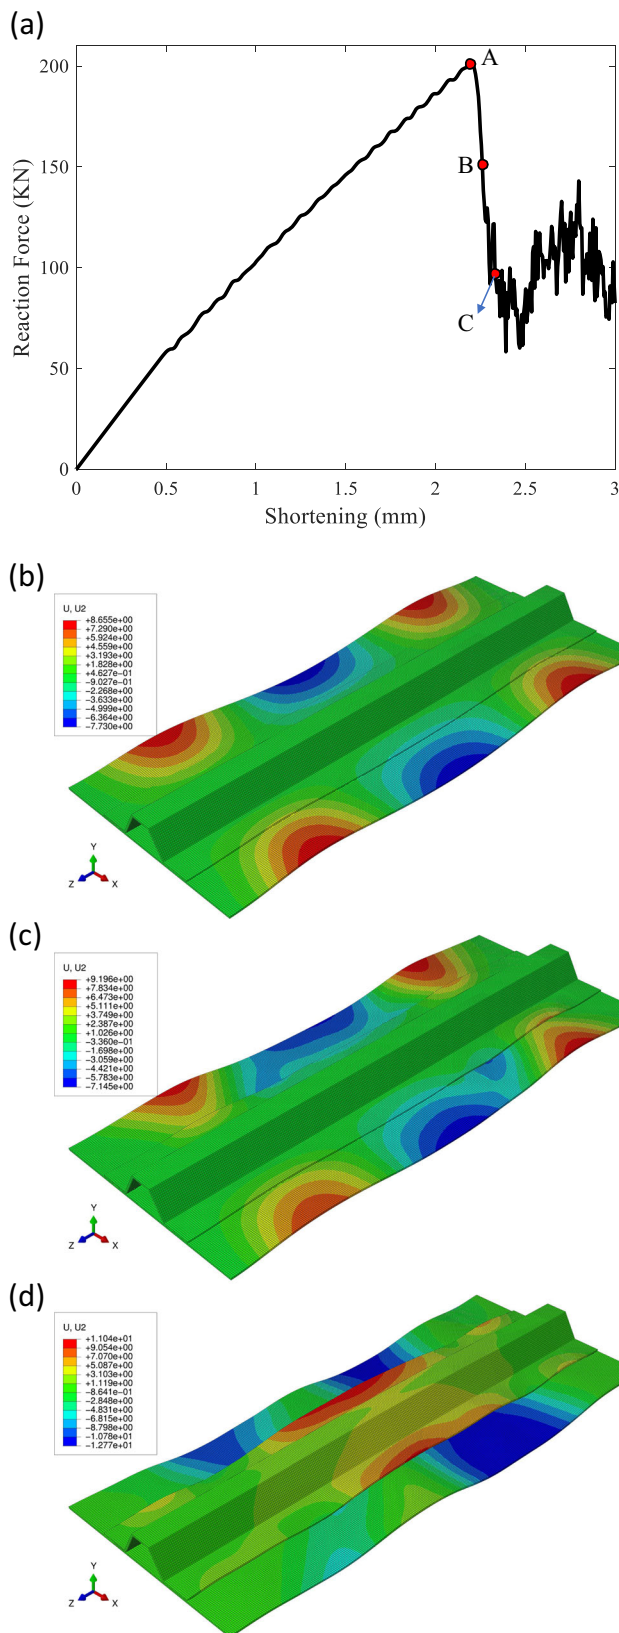 (a)
200
150
100
50
0
Reaction Force (KN)
A
B
C
0
0.5
1
1.5
2
2.5
3
Shortening (mm)
(b)
U, U2
+8.655e+00
+7.290e+00
+5.924e+00
+4.559e+00
+3.193e+00
+1.828e+00
+4.627e-01
-9.027e-01
-2.268e+00
-3.633e+00
-4.999e+00
-6.364e+00
-7.730e+00
Y
Z
X
(c)
U, U2
+9.196e+00
+7.834e+00
+6.473e+00
+5.111e+00
+3.749e+00
+2.387e+00
+1.026e+00
-3.360e-01
-1.698e+00
-3.059e+00
-4.421e+00
-5.783e+00
-7.145e+00
Y
Z
X
(d)
U, U2
+1.104e+01
+9.054e+00
+7.070e+00
+5.087e+00
+3.103e+00
+1.119e+00
-8.641e-01
-2.848e+00
-4.831e+00
-6.815e+00
-8.798e+00
-1.078e+01
-1.277e+01
Y
Z
X